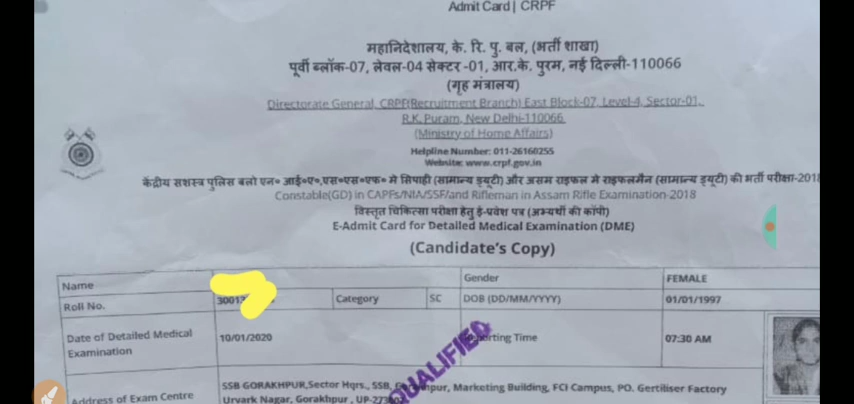 Admit Card | CRPF
महानिदेशालय, के. रि. पु. बल, (भर्ती शाखा)
पूर्वी ब्लॉक-07, लेवल-04 सेक्टर -01, आर.के. पुरम, नई दिल्ली-110066
(गृह मंत्रालय)
Directorate General, CRPF(Recruitment Branch) East Block-07, Level-4, Sector-01,
R.K. Puram, New Delhi-110066
(Ministry of Home Affairs)
Helpline Number: 011-26160255
Website: www.crpf.gov.in
केंद्रीय सशस्त्र पुलिस बलो एन० आई०ए०,एस०एस०एफ० मे सिपाही (सामान्य ड्यूटी) और असम राइफल मे राइफलमैन (सामान्य ड्यूटी) की भर्ती परीक्षा-2018
Constable(GD) in CAPFs/NIA/SSF/and Rifleman in Assam Rifle Examination-2018
विस्तृत चिकित्सा परीक्षा हेतु ई-प्रवेश पत्र (अभ्यर्थी की कॉपी)
E-Admit Card for Detailed Medical Examination (DME)
(Candidate's Copy)
Name Gender FEMALE
Roll No. Category SC DOB (DD/MM/YYYY) 01/01/1997
Date of Detailed Medical Examination 10/01/2020 Reporting Time 07:30 AM
QUALIFIED
Address of Exam Centre SSB GORAKHPUR,Sector Hqrs., SSB, Gorakhpur, Marketing Building, FCI Campus, PO. Gertiliser Factory
Urvark Nagar, Gorakhpur , UP-